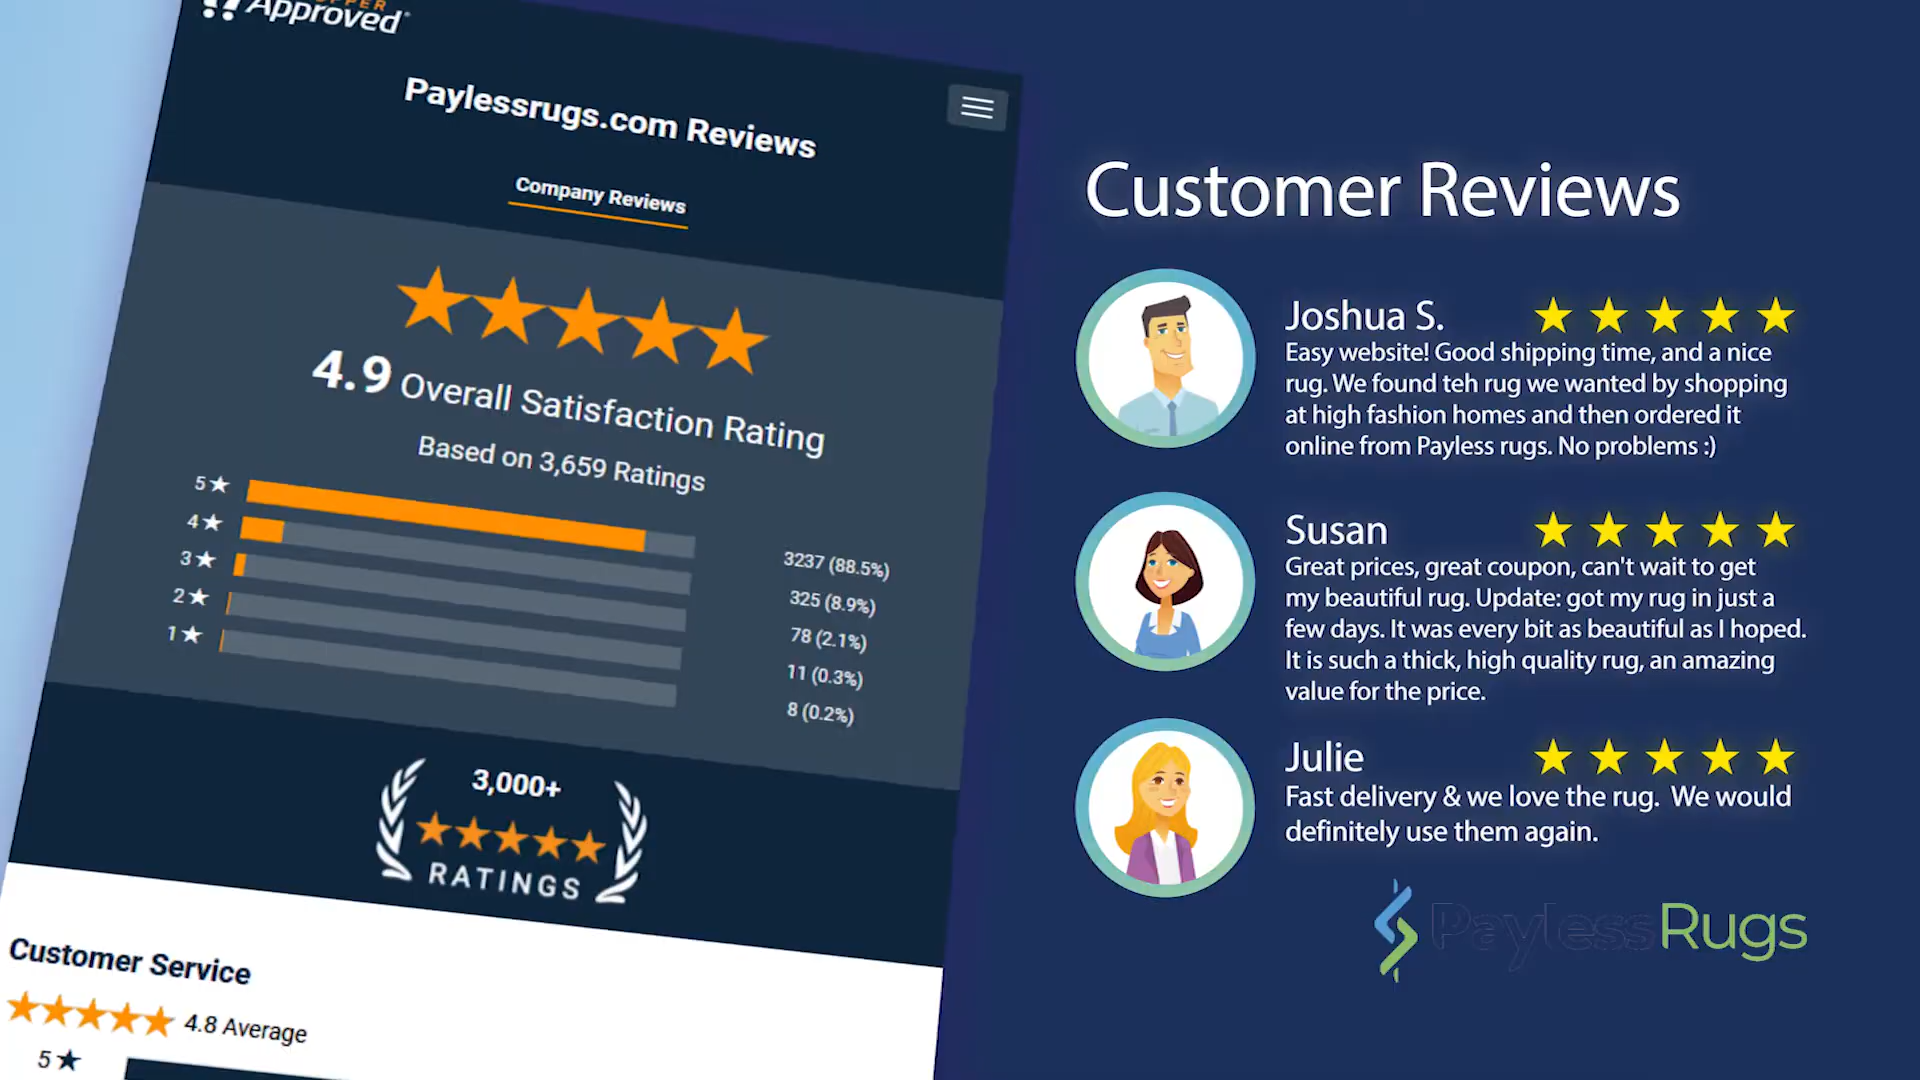 Approved
Paylessrugs.com Reviews
Company Reviews
4.9 Overall Satisfaction Rating
Based on 3,659 Ratings
5★ 3237 (88.5%)
4★ 325 (8.9%)
3★ 78 (2.1%)
2★ 11 (0.3%)
1★ 8 (0.2%)
3,000+
RATINGS
Customer Service
4.8 Average
5★
Customer Reviews
Joshua S.
Easy website! Good shipping time, and a nice
rug. We found teh rug we wanted by shopping
at high fashion homes and then ordered it
online from Payless rugs. No problems :)
Susan
Great prices, great coupon, can't wait to get
my beautiful rug. Update: got my rug in just a
few days. It was every bit as beautiful as I hoped.
It is such a thick, high quality rug, an amazing
value for the price.
Julie
Fast delivery & we love the rug. We would
definitely use them again.
PaylessRugs